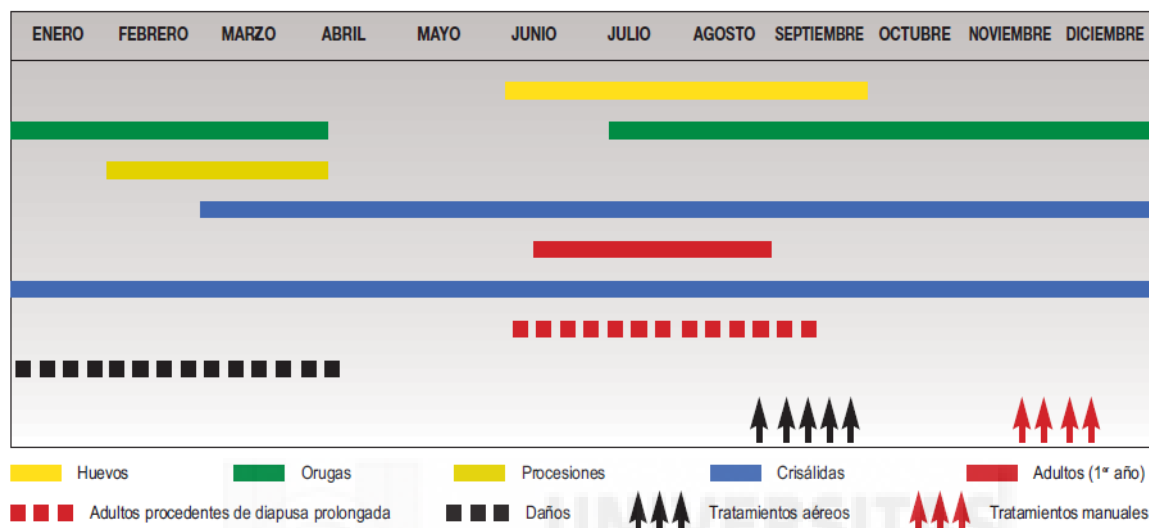 ENERO FEBRERO MARZO ABRIL MAYO JUNIO JULIO AGOSTO SEPTIEMBRE OCTUBRE NOVIEMBRE DICIEMBRE
Huevos Orugas Procesiones Crisálidas Adultos (1er año)
Adultos procedentes de diapusa prolongada Daños Tratamientos aéreos Tratamientos manuales
UNIVERSITAS